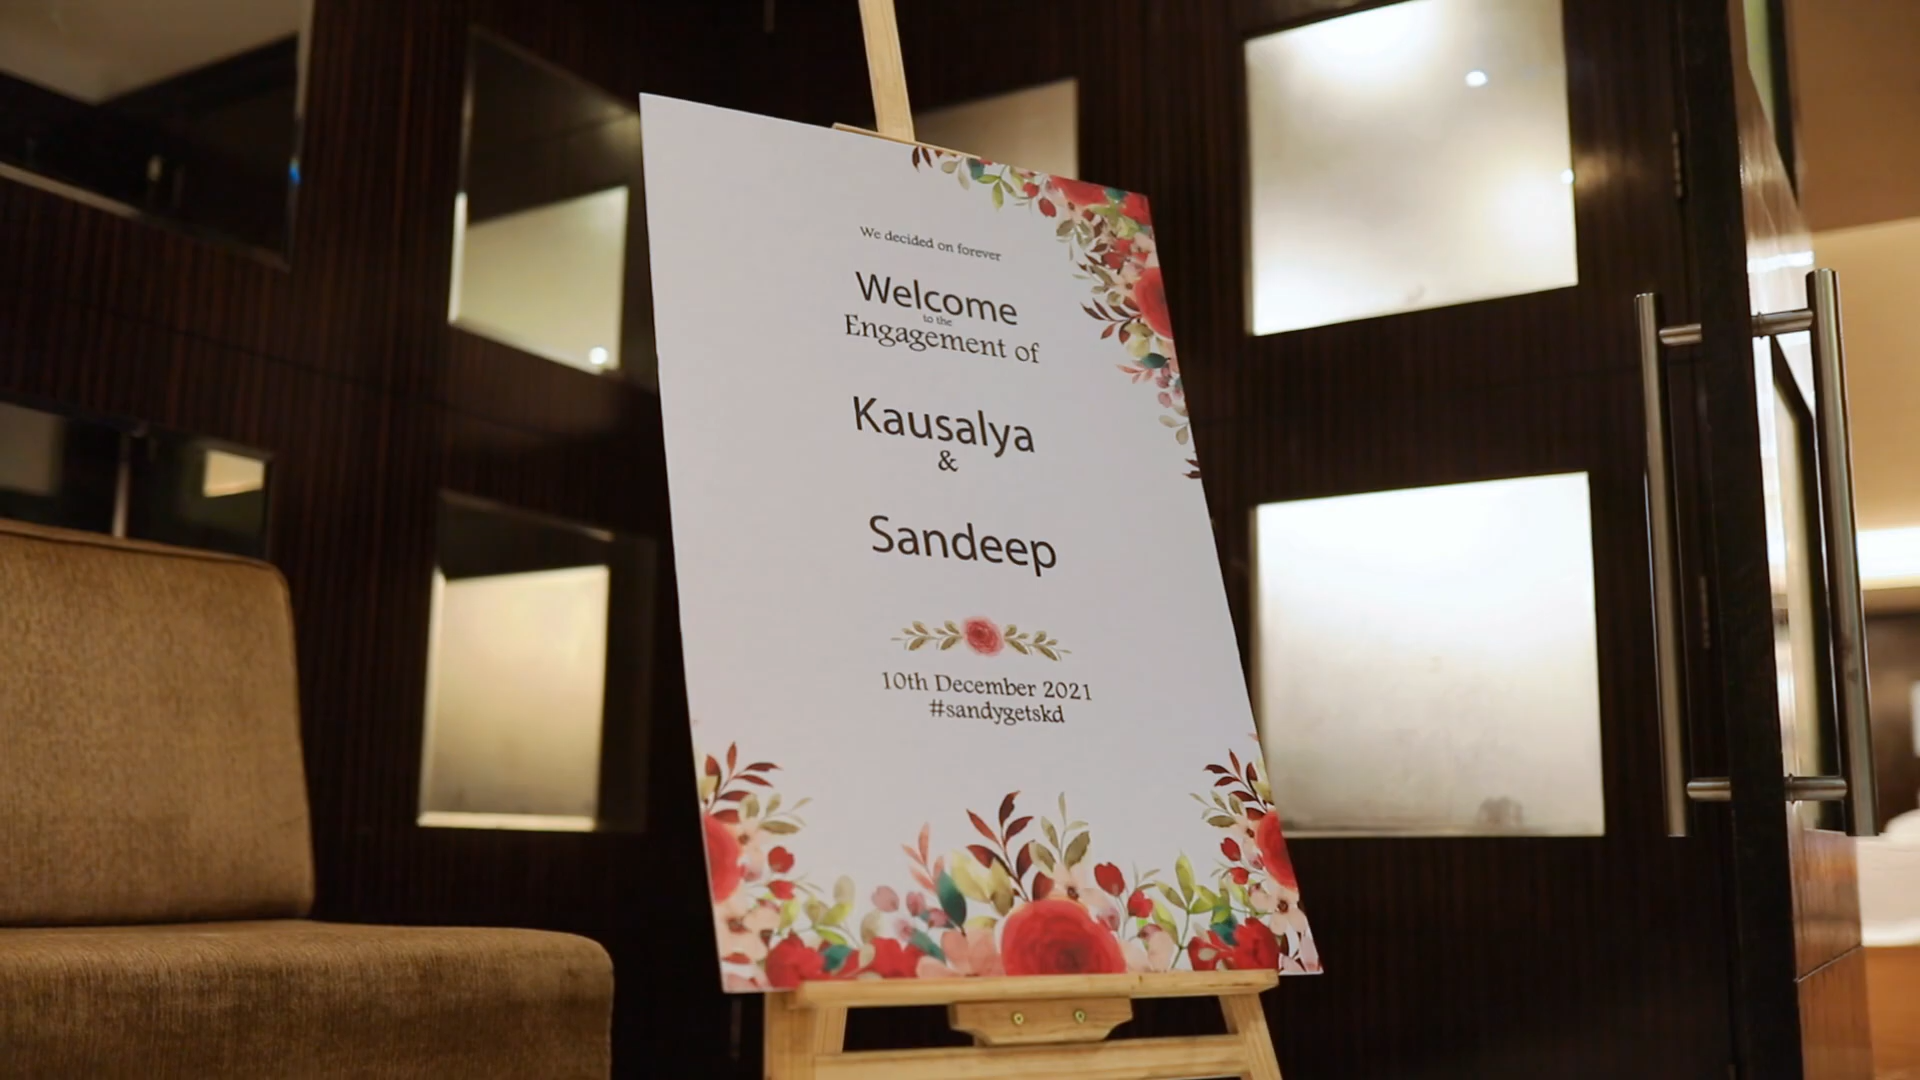 We decided on forever
Welcome
to the
Engagement of
Kausalya
&
Sandeep
10th December 2021
#sandygetskd